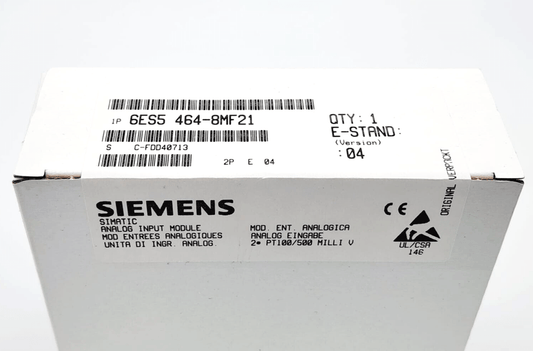 1P 6ES5 464-8MF21
S C-FDD40713
2P E 04
QTY: 1
E-STAND:
(Version)
:04
SIEMENS
SIMATIC
ANALOG INPUT MODULE
MOD ENTREES ANALOGIQUES
UNITA DI INGR. ANALOG
MOD. ENT. ANALOGICA
ANALOG EINGABE
2* PT100/500 MILLI V
CE
UL/CSA
146
ORIGINAL VERPACKT